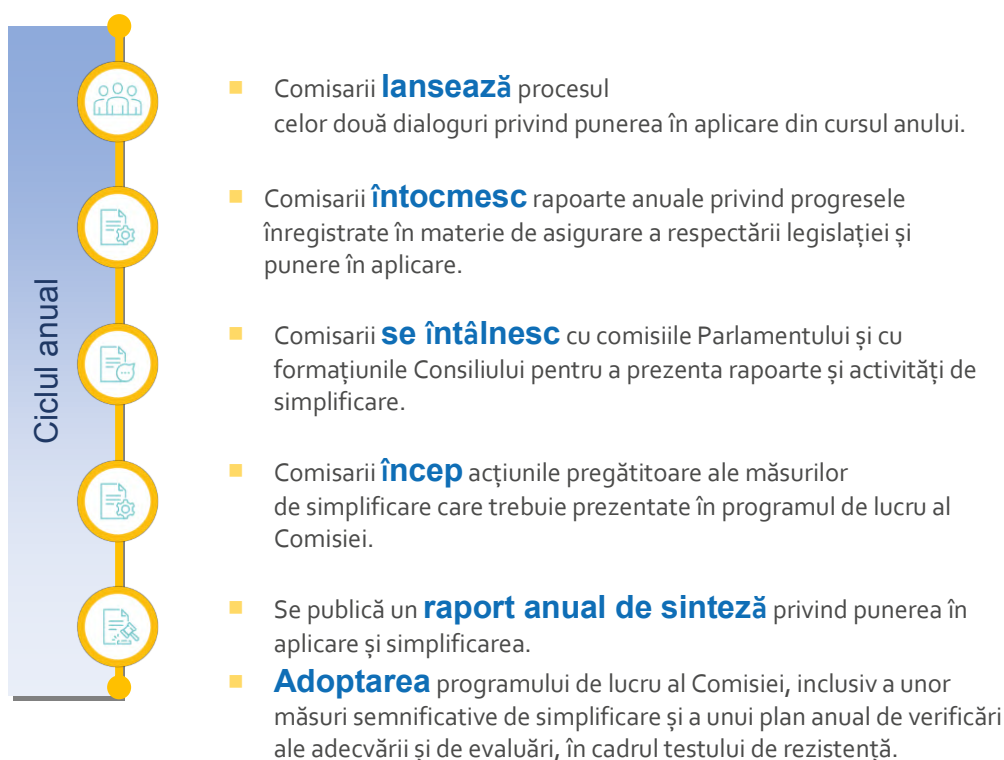 Ciclul anual
Comisarii lansează procesul
celor două dialoguri privind punerea în aplicare din cursul anului.
Comisarii întocmesc rapoarte anuale privind progresele
înregistrate în materie de asigurare a respectării legislației și
punere în aplicare.
Comisarii se întâlnesc cu comisiile Parlamentului și cu
formațiunile Consiliului pentru a prezenta rapoarte și activități de
simplificare.
Comisarii încep acțiunile pregătitoare ale măsurilor
de simplificare care trebuie prezentate în programul de lucru al
Comisiei.
Se publică un raport anual de sinteză privind punerea în
aplicare și simplificarea.
Adoptarea programului de lucru al Comisiei, inclusiv a unor
măsuri semnificative de simplificare și a unui plan anual de verificări
ale adecvării și de evaluări, în cadrul testului de rezistență.